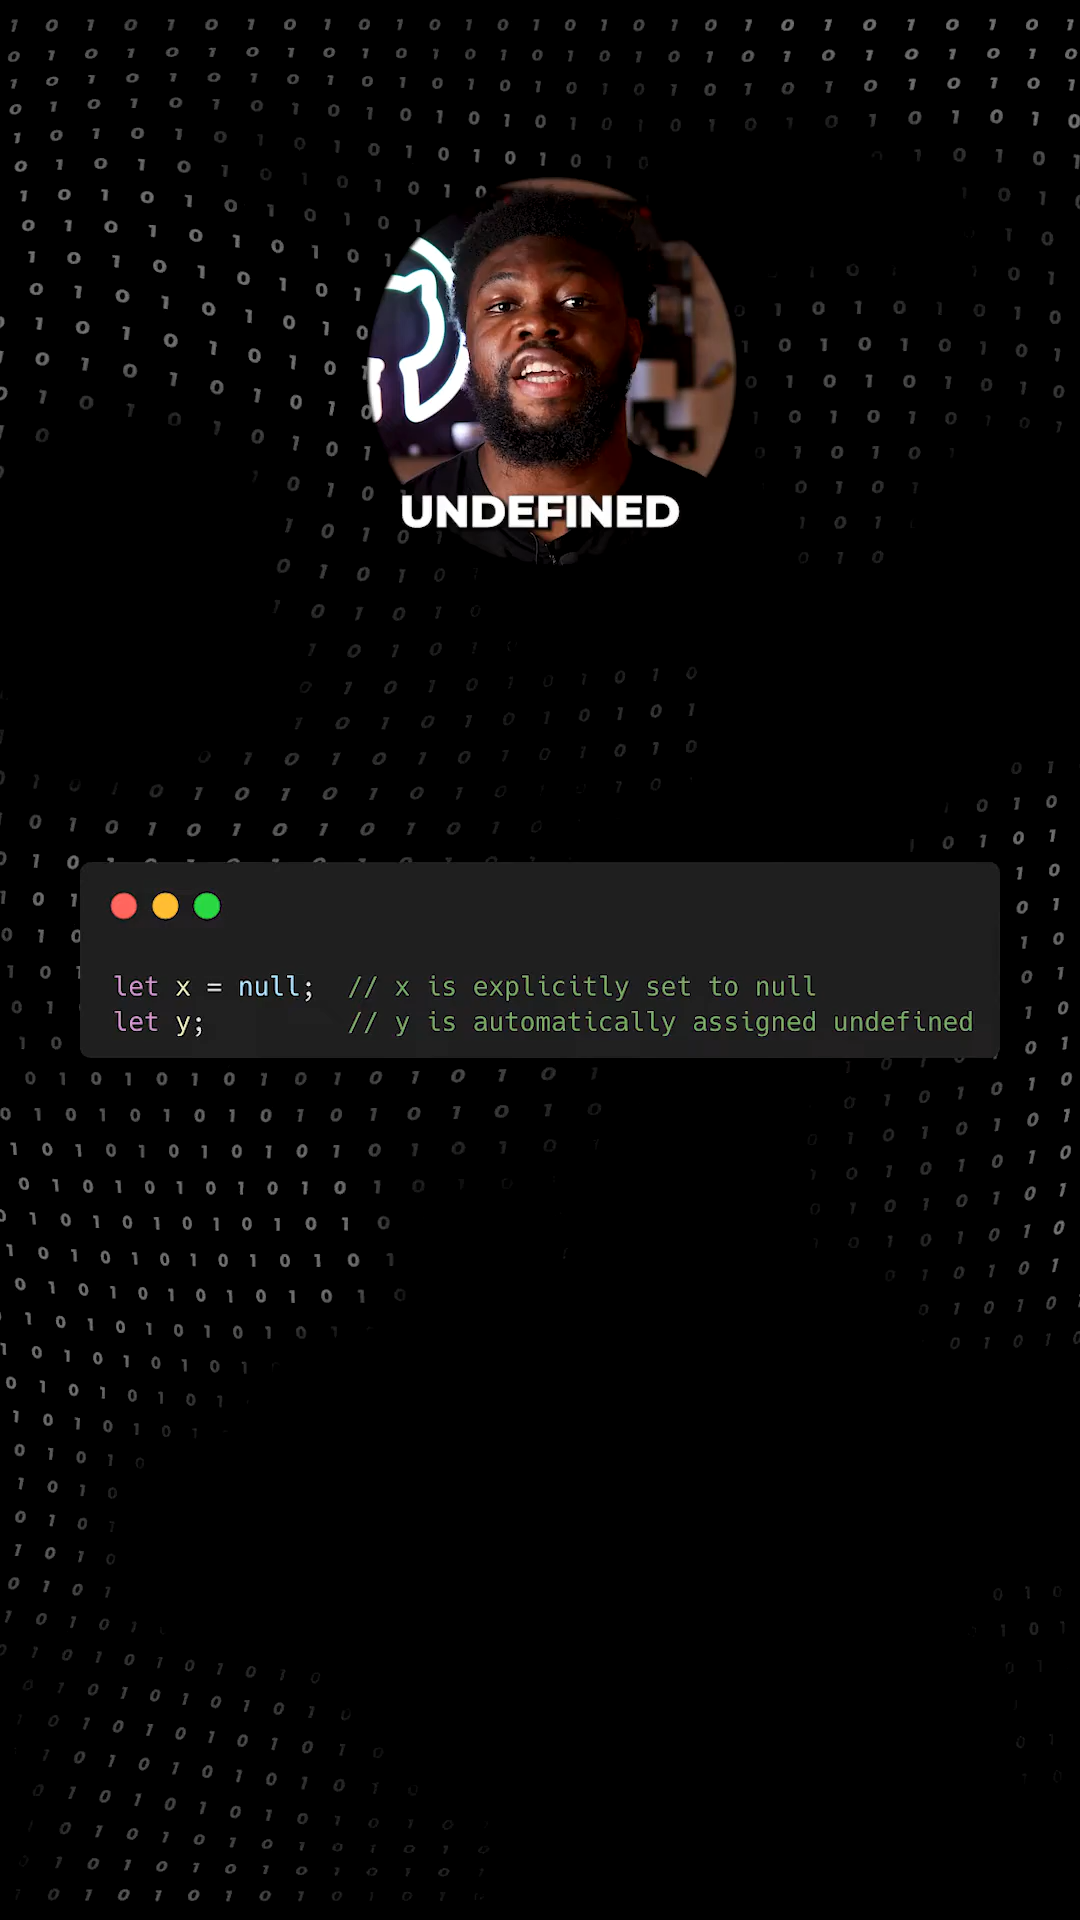 UNDEFINED
let x = null;  // x is explicitly set to null
let y;         // y is automatically assigned undefined